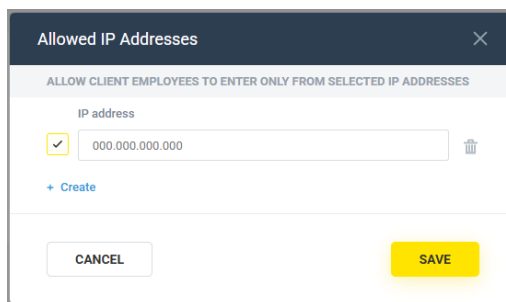 Allowed IP Addresses
ALLOW CLIENT EMPLOYEES TO ENTER ONLY FROM SELECTED IP ADDRESSES
IP address
000.000.000.000
+ Create
CANCEL
SAVE